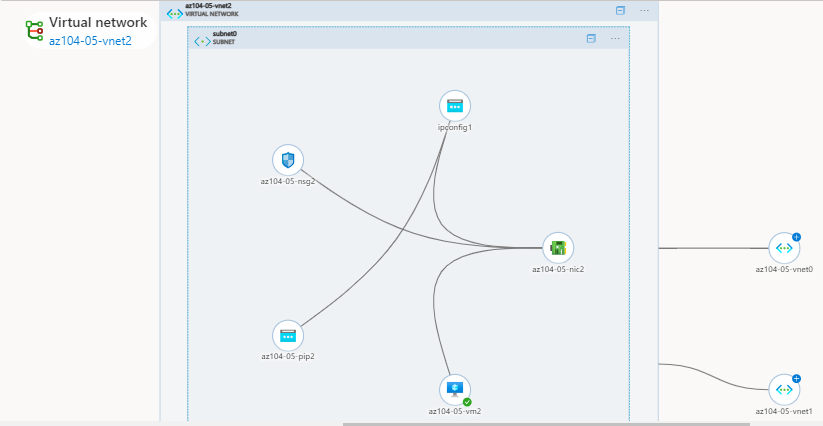 Virtual network
az104-05-vnet2
az104-05-vnet2
VIRTUAL NETWORK
subnet0
SUBNET
ipconfig1
az104-05-nsg2
az104-05-nic2
az104-05-vnet0
az104-05-pip2
az104-05-vm2
az104-05-vnet1